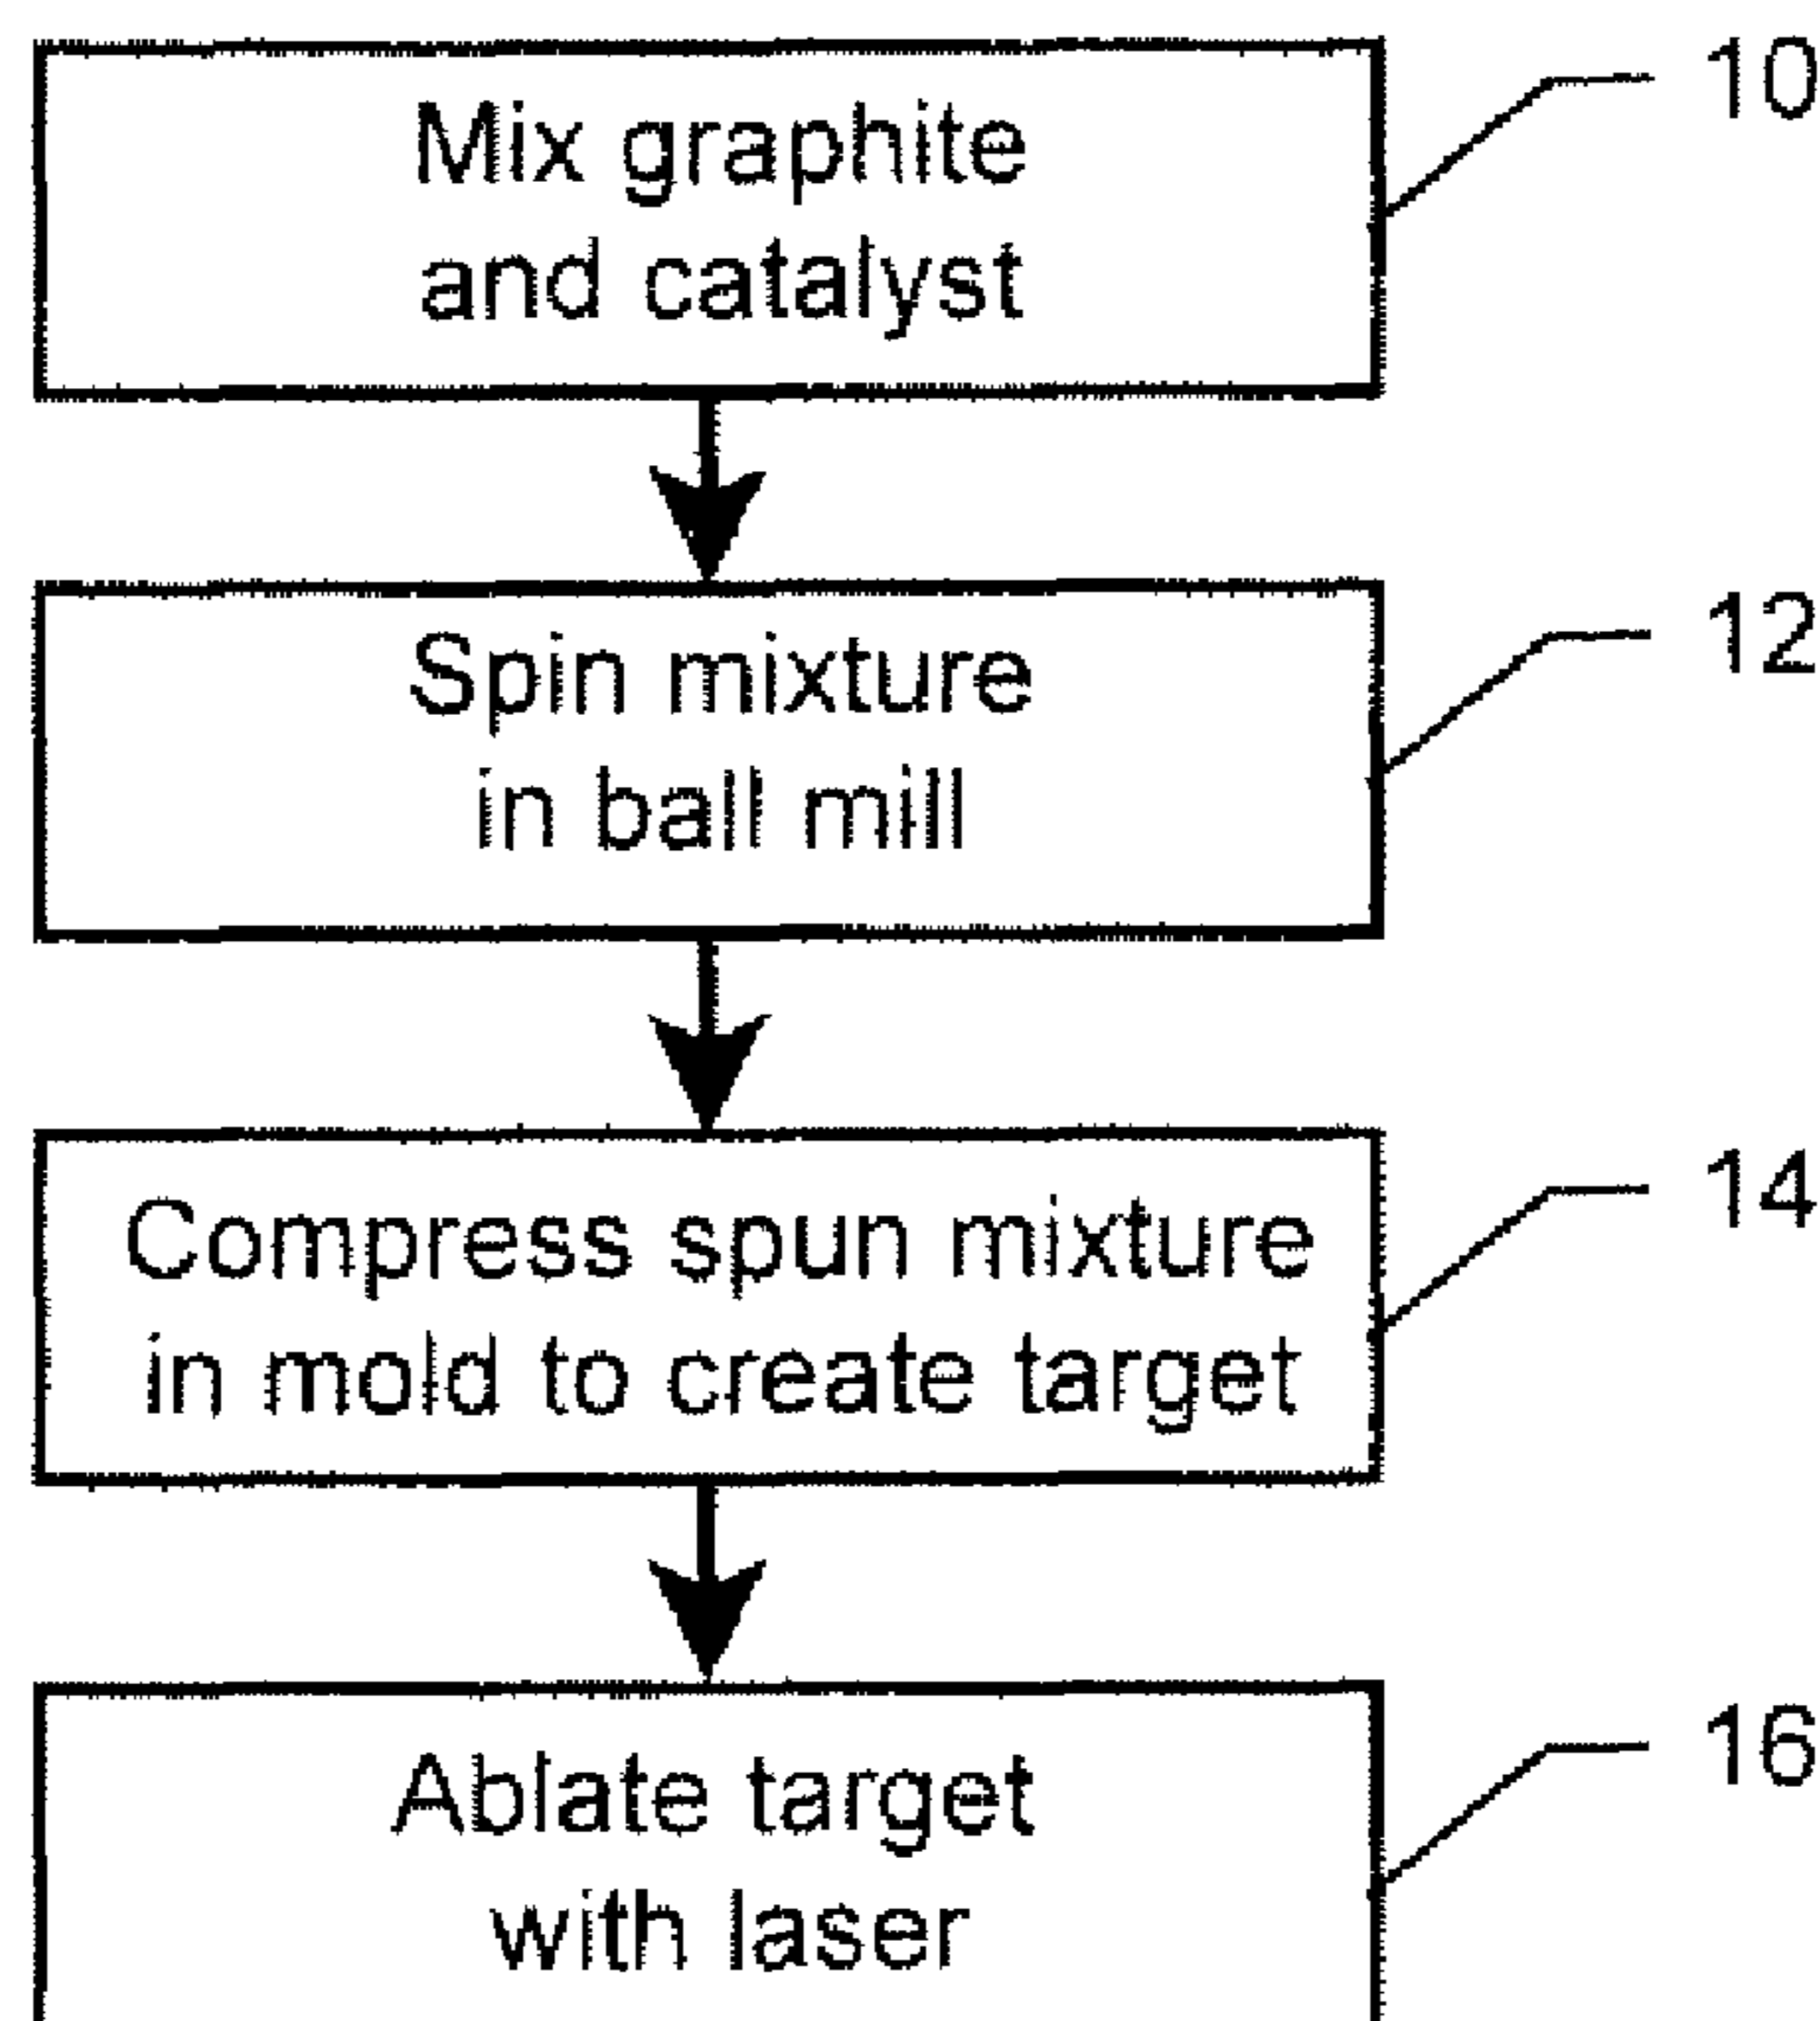 Mix graphite
and catalyst
10
Spin mixture
in ball mill
12
Compress spun mixture
in mold to create target
14
Ablate target
with laser
16